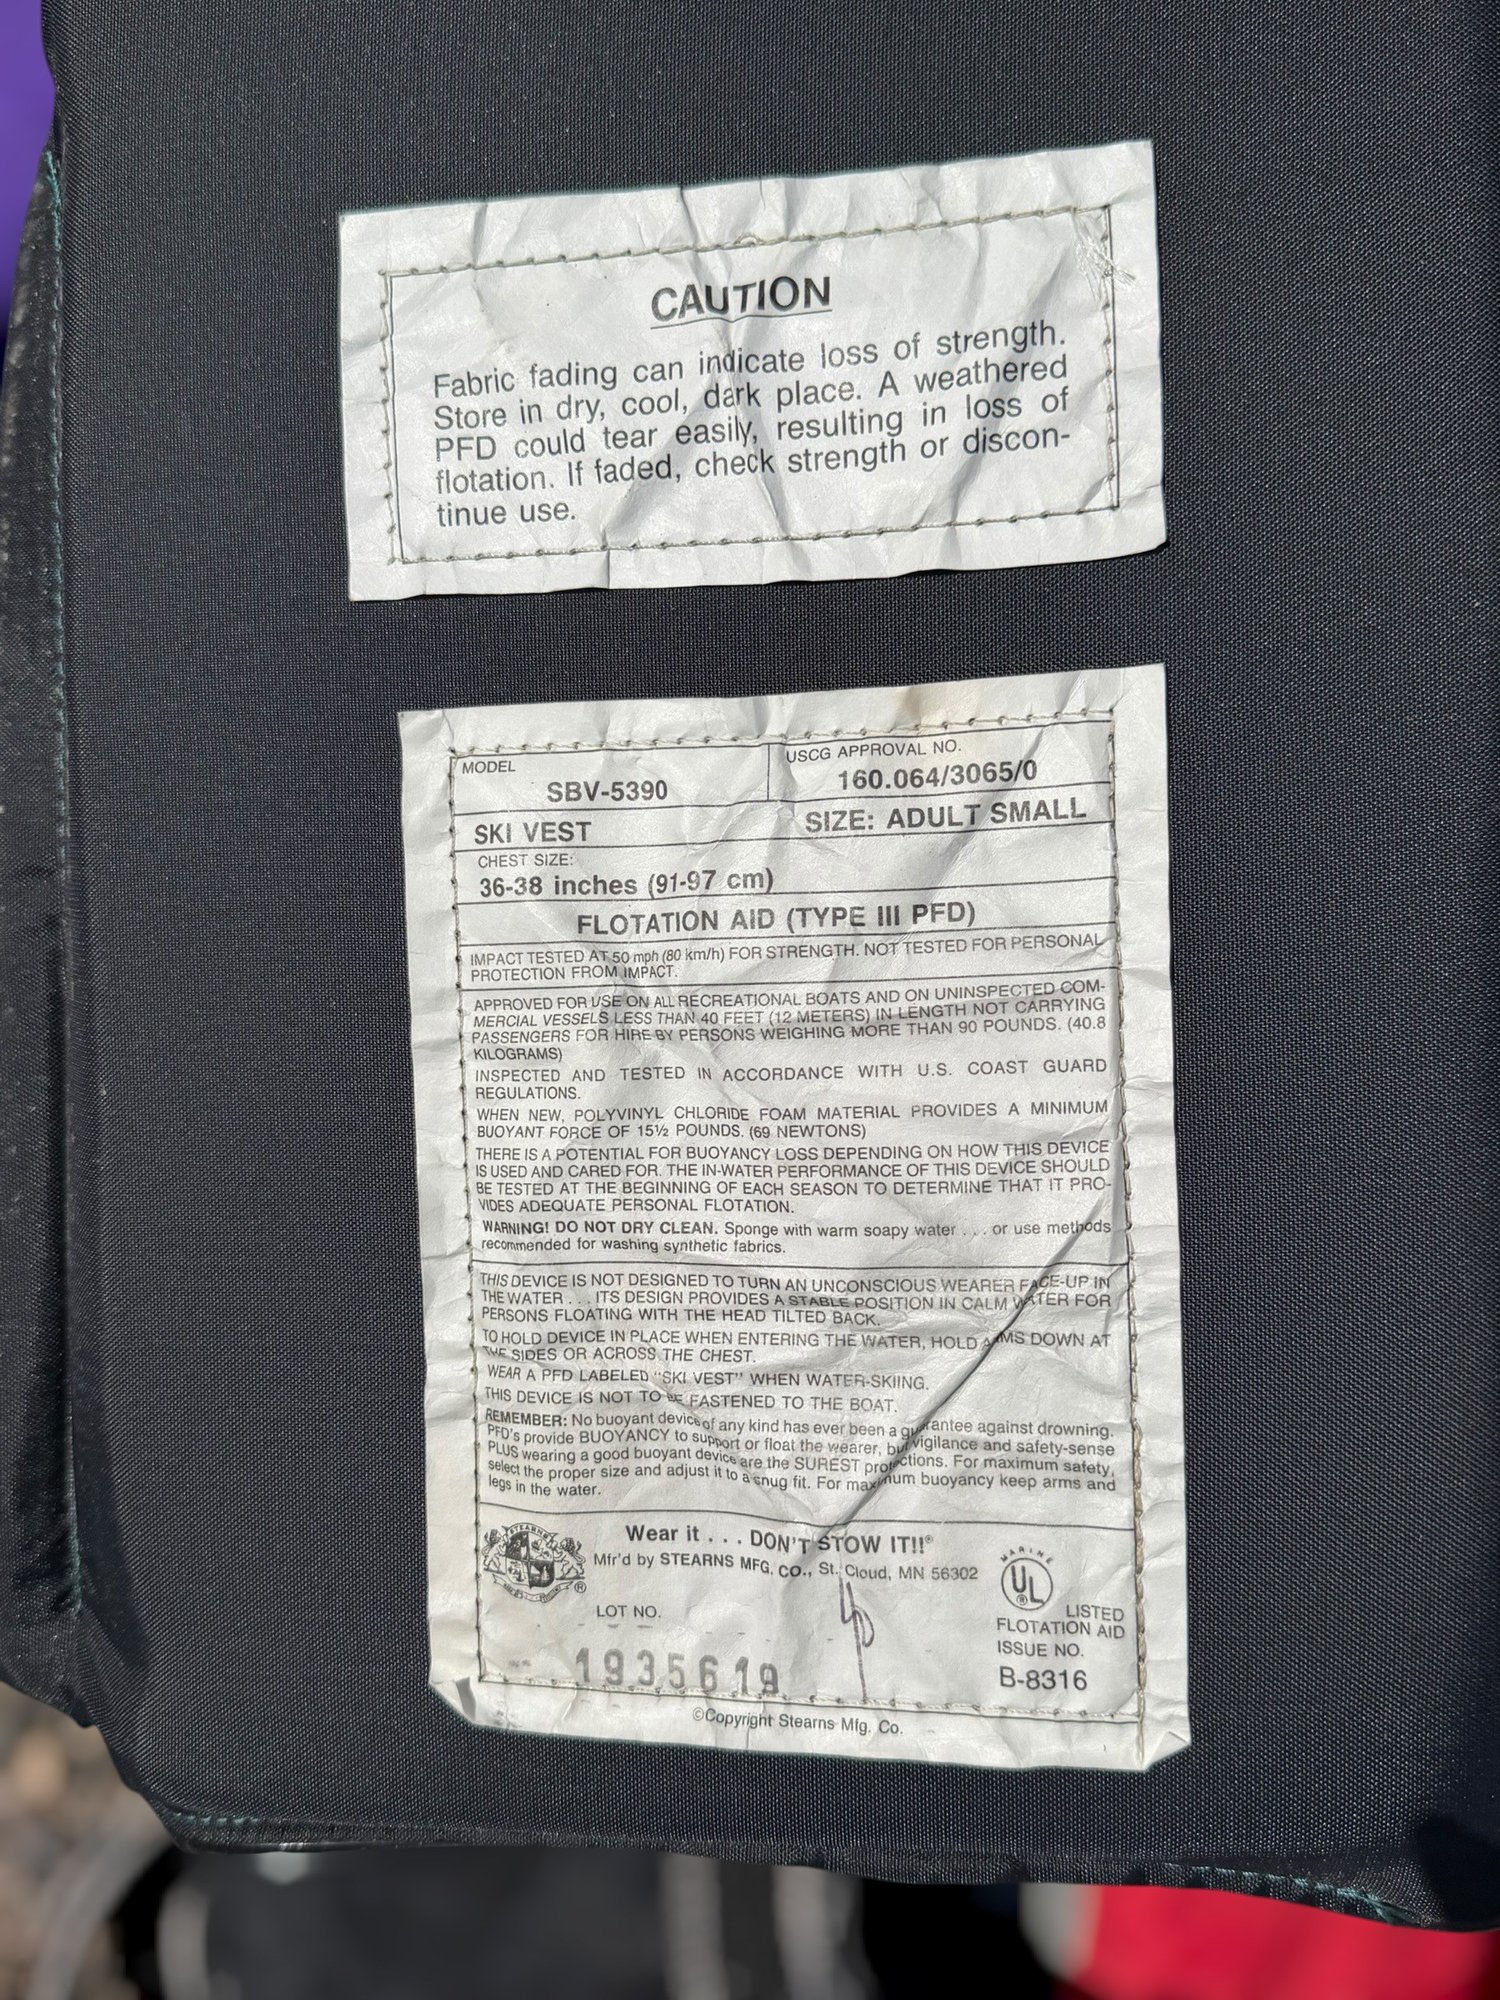 CAUTION
Fabric fading can indicate loss of strength.
Store in dry, cool, dark place. A weathered
PFD could tear easily, resulting in loss of
flotation. If faded, check strength or discon-
tinue use.
MODEL
SBV-5390
USCG APPROVAL NO.
160.064/3065/0
SKI VEST
SIZE: ADULT SMALL
CHEST SIZE:
36-38 inches (91-97 cm)
FLOTATION AID (TYPE III PFD)
IMPACT TESTED AT 50 mph (80 km/h) FOR STRENGTH. NOT TESTED FOR PERSONAL
PROTECTION FROM IMPACT.
APPROVED FOR USE ON ALL RECREATIONAL BOATS AND ON UNINSPECTED COM-
MERCIAL VESSELS LESS THAN 40 FEET (12 METERS) IN LENGTH NOT CARRYING
PASSENGERS FOR HIRE BY PERSONS WEIGHING MORE THAN 90 POUNDS. (40.8
KILOGRAMS)
INSPECTED AND TESTED IN ACCORDANCE WITH U.S. COAST GUARD
REGULATIONS.
WHEN NEW, POLYVINYL CHLORIDE FOAM MATERIAL PROVIDES A MINIMUM
BUOYANT FORCE OF 15½ POUNDS. (69 NEWTONS)
THERE IS A POTENTIAL FOR BUOYANCY LOSS DEPENDING ON HOW THIS DEVICE
IS USED AND CARED FOR. THE IN-WATER PERFORMANCE OF THIS DEVICE SHOULD
BE TESTED AT THE BEGINNING OF EACH SEASON TO DETERMINE THAT IT PRO-
VIDES ADEQUATE PERSONAL FLOTATION.
WARNING! DO NOT DRY CLEAN. Sponge with warm soapy water . . . or use methods
recommended for washing synthetic fabrics.
THIS DEVICE IS NOT DESIGNED TO TURN AN UNCONSCIOUS WEARER FACE-UP IN
THE WATER . . . ITS DESIGN PROVIDES A STABLE POSITION IN CALM WATER FOR
PERSONS FLOATING WITH THE HEAD TILTED BACK.
TO HOLD DEVICE IN PLACE WHEN ENTERING THE WATER, HOLD ARMS DOWN AT
THE SIDES OR ACROSS THE CHEST.
WEAR A PFD LABELED "SKI VEST" WHEN WATER-SKIING.
THIS DEVICE IS NOT TO BE FASTENED TO THE BOAT.
REMEMBER: No buoyant device of any kind has ever been a guarantee against drowning.
PFD's provide BUOYANCY to support or float the wearer, but vigilance and safety-sense
PLUS wearing a good buoyant device are the SUREST protections. For maximum safety,
select the proper size and adjust it to a snug fit. For maximum buoyancy keep arms and
legs in the water.
STEARNS
®
Wear it . . . DON'T STOW IT!!®
Mfr'd by STEARNS MFG. CO., St. Cloud, MN 56302
LOT NO.
1935619
MARINE
UL
®
LISTED
FLOTATION AID
ISSUE NO.
B-8316
©Copyright Stearns Mfg. Co.